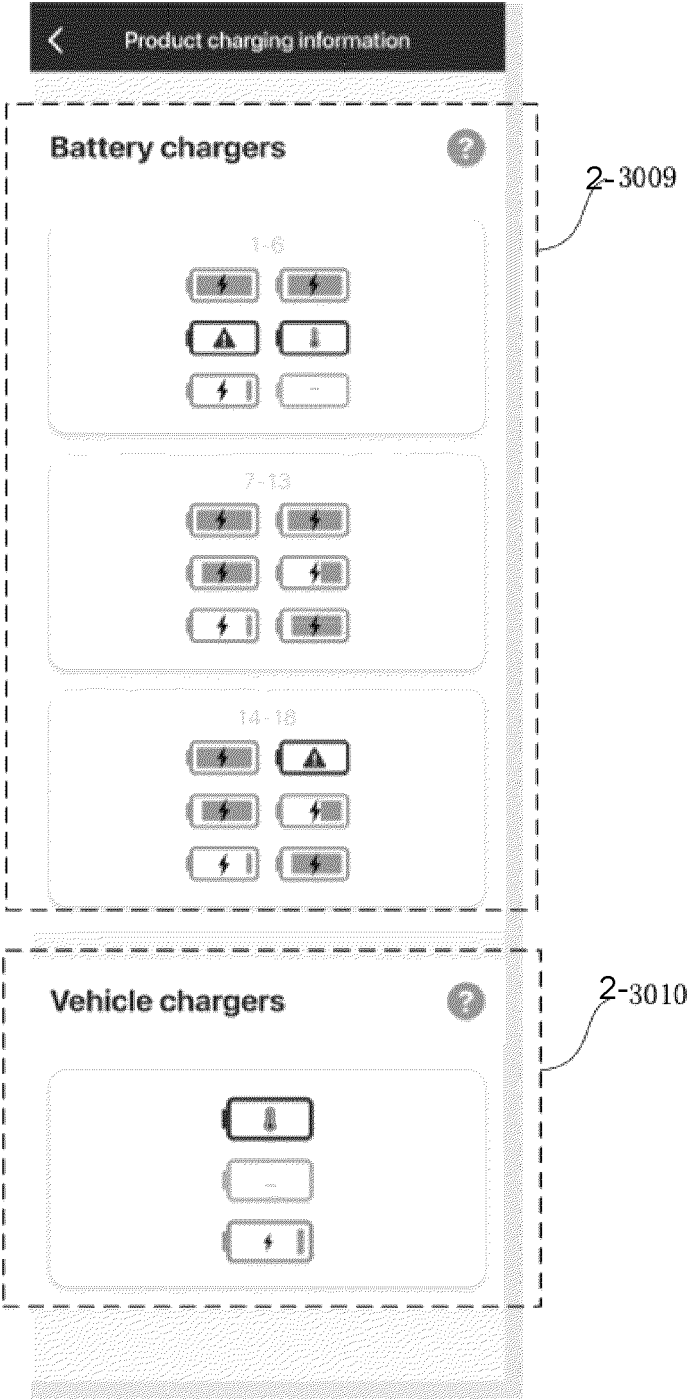 Product charging information
Battery chargers
?
2-3009
1-6
7-13
14-18
Vehicle chargers
?
2-3010